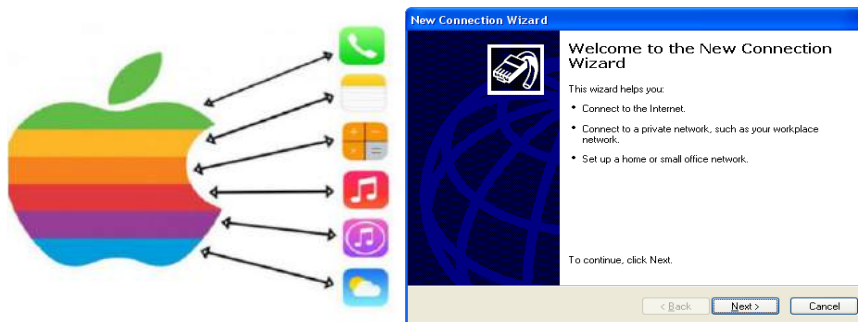 New Connection Wizard
Welcome to the New Connection
Wizard
This wizard helps you:
• Connect to the Internet.
• Connect to a private network, such as your workplace
network.
• Set up a home or small office network.
To continue, click Next.
< Back Next > Cancel